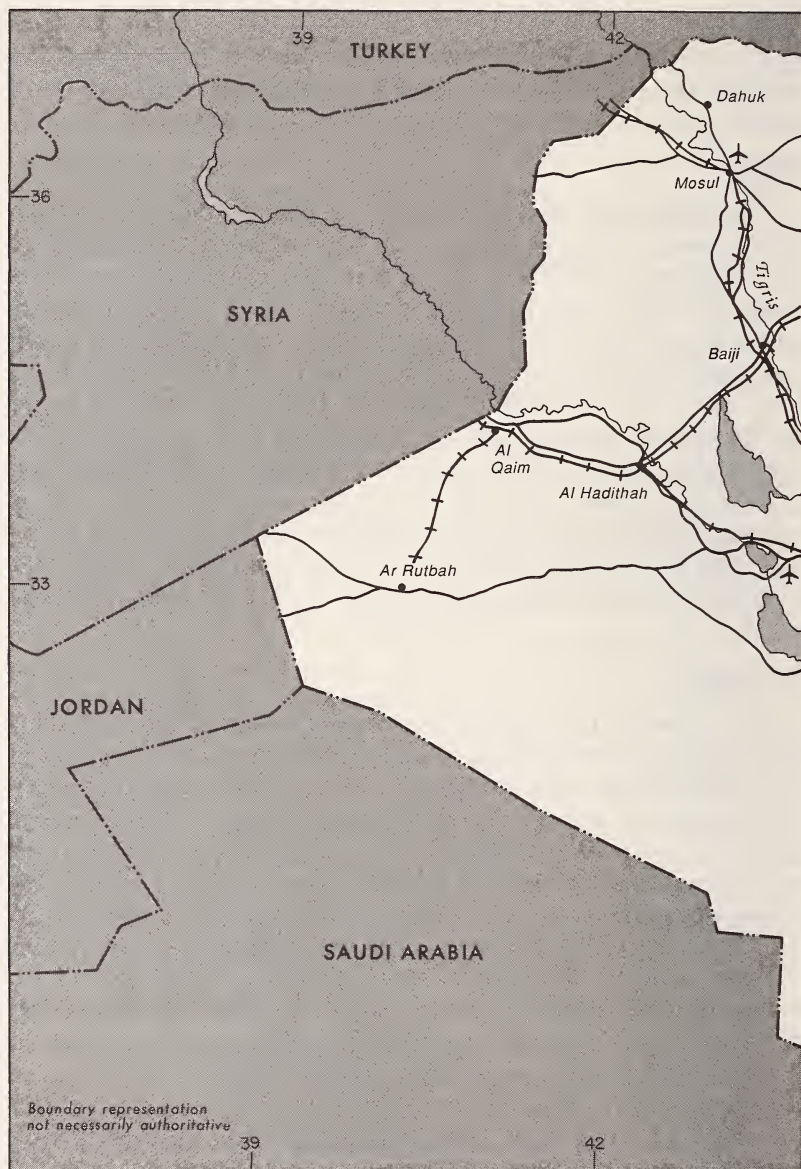 39
42
TURKEY
Dahuk
Mosul
36
Tigris
SYRIA
Baiji
Al
Qaim
Al Hadithah
Ar Rutbah
33
JORDAN
SAUDI ARABIA
Boundary representation
not necessarily authoritative
39
42